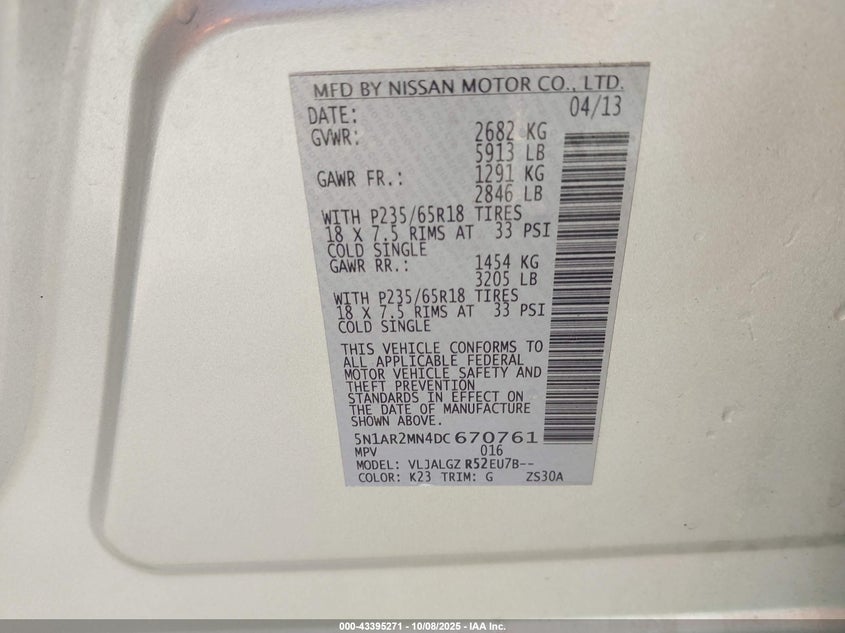 MFD BY NISSAN MOTOR CO., LTD.
DATE: 04/13
GVWR: 2682 KG
5913 LB
GAWR FR.: 1291 KG
2846 LB
WITH P235/65R18 TIRES
18 X 7.5 RIMS AT 33 PSI
COLD SINGLE
GAWR RR.: 1454 KG
3205 LB
WITH P235/65R18 TIRES
18 X 7.5 RIMS AT 33 PSI
COLD SINGLE
THIS VEHICLE CONFORMS TO
ALL APPLICABLE FEDERAL
MOTOR VEHICLE SAFETY AND
THEFT PREVENTION
STANDARDS IN EFFECT ON
THE DATE OF MANUFACTURE
SHOWN ABOVE.
5N1AR2MN4DC670761
MPV 016
MODEL: VLJALGZ R52EU7B--
COLOR: K23 TRIM: G ZS30A
000-43395271 | 10/08/2025 - IAA Inc.